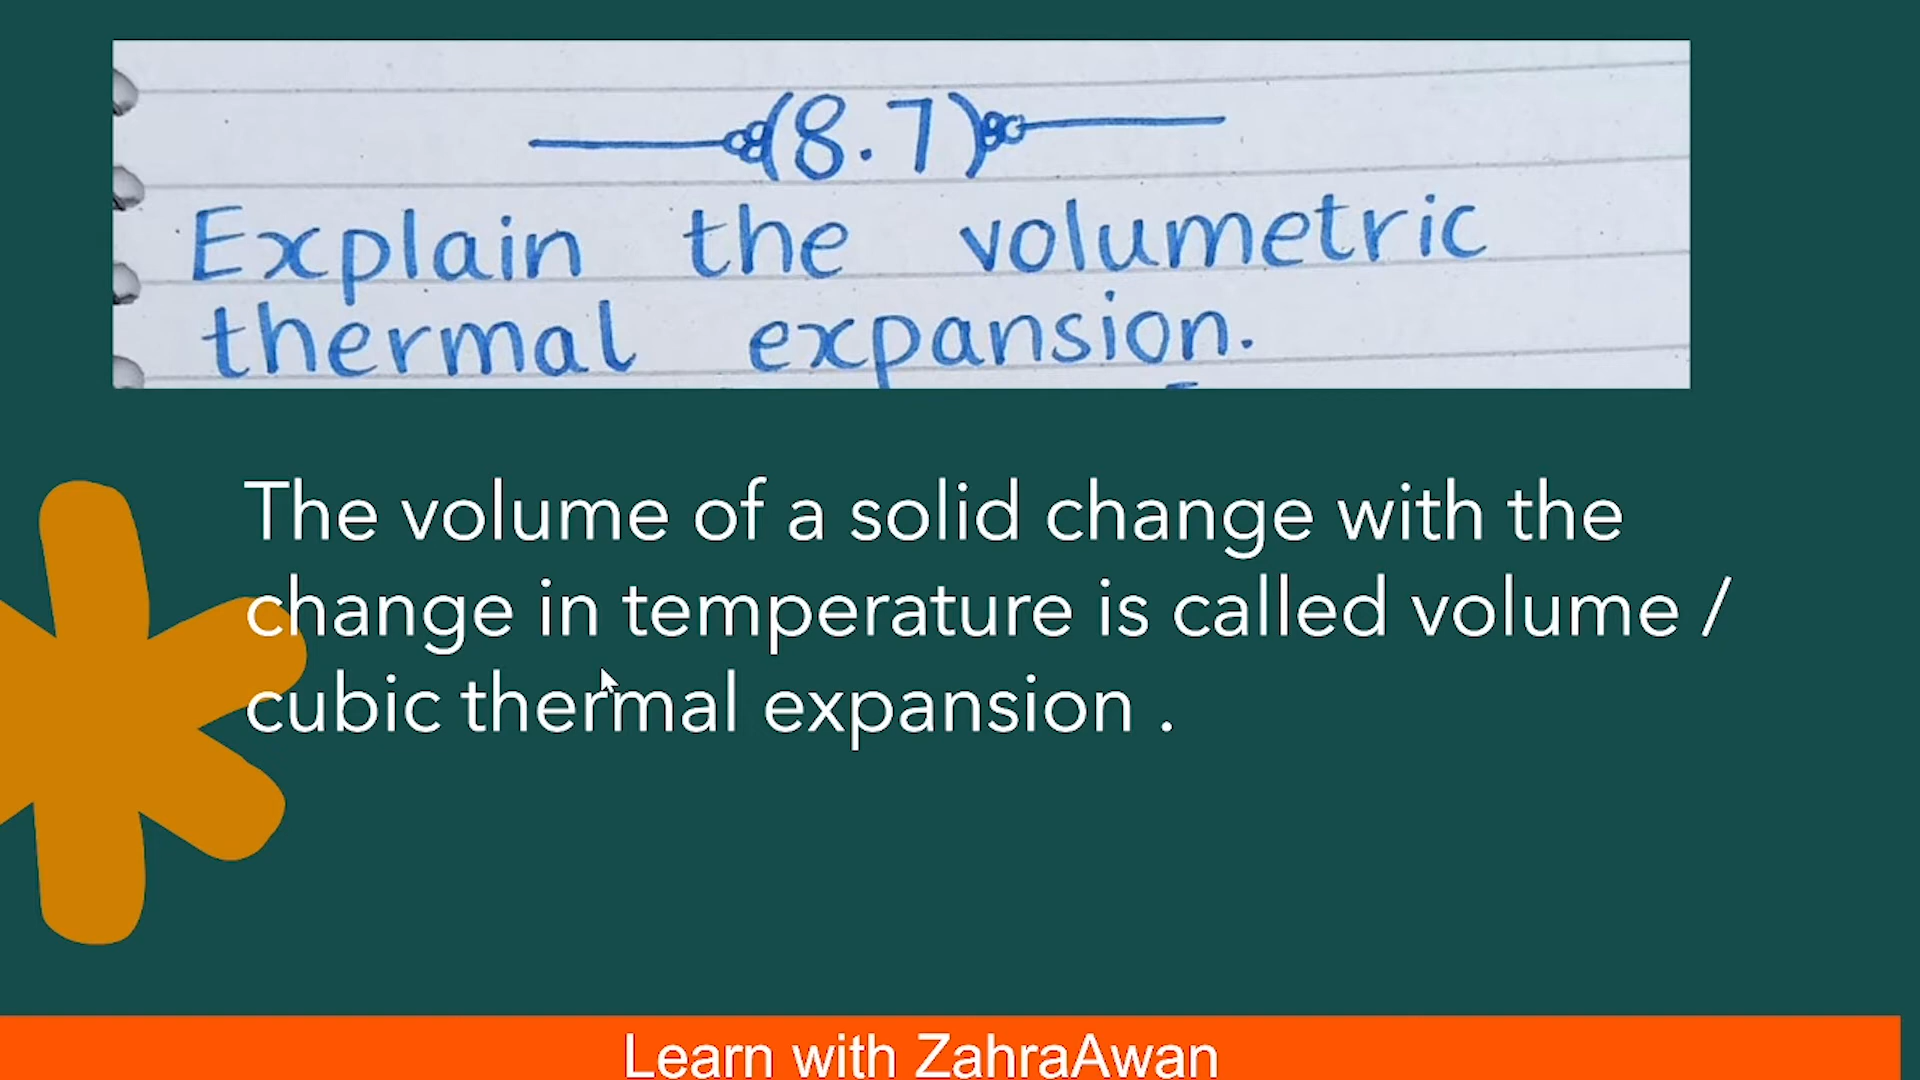 (8.7)
Explain the volumetric
thermal expansion.
The volume of a solid change with the
change in temperature is called volume /
cubic thermal expansion .
Learn with ZahraAwan